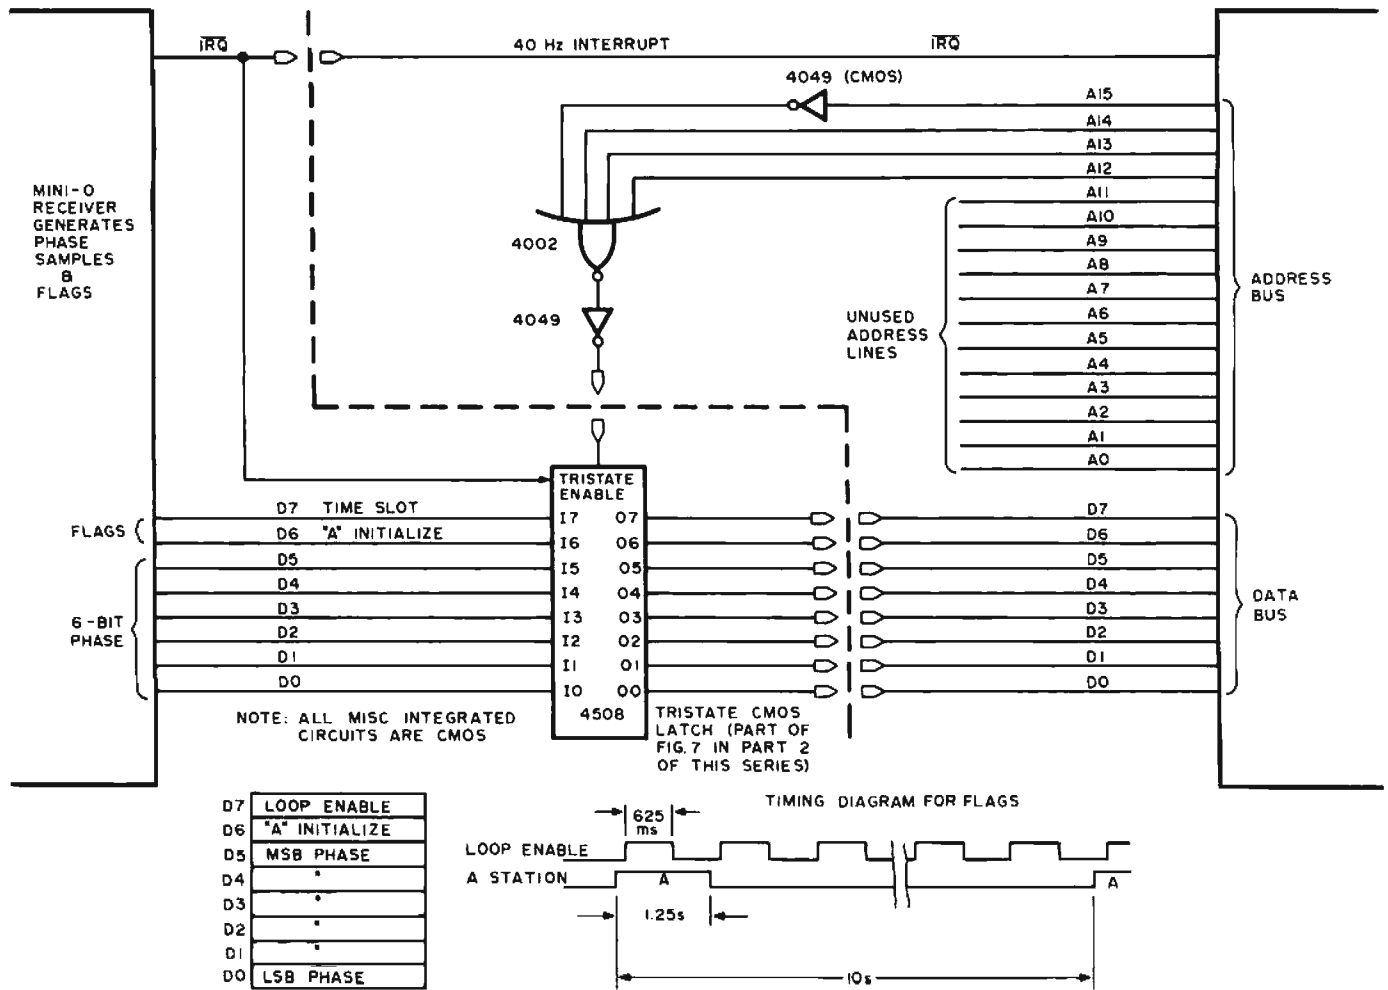 IRQ
40 Hz INTERRUPT
IRQ
4049 (CMOS)
A15
A14
A13
A12
A11
A10
A9
A8
A7
A6
A5
A4
A3
A2
A1
A0
ADDRESS
BUS
UNUSED
ADDRESS
LINES
MINI-O
RECEIVER
GENERATES
PHASE
SAMPLES
&
FLAGS
4002
4049
TRISTATE
ENABLE
FLAGS
D7 TIME SLOT
D6 "A" INITIALIZE
6-BIT
PHASE
D5
D4
D3
D2
D1
D0
I7 O7
I6 O6
I5 O5
I4 O4
I3 O3
I2 O2
I1 O1
I0 O0
4508
D7
D6
D5
D4
D3
D2
D1
D0
DATA
BUS
NOTE: ALL MISC INTEGRATED
CIRCUITS ARE CMOS
TRISTATE CMOS
LATCH (PART OF
FIG.7 IN PART 2
OF THIS SERIES)
D7 LOOP ENABLE
D6 "A" INITIALIZE
D5 MSB PHASE
D4 "
D3 "
D2 "
D1 "
D0 LSB PHASE
TIMING DIAGRAM FOR FLAGS
625
ms
LOOP ENABLE
A STATION
A
A
1.25s
10s